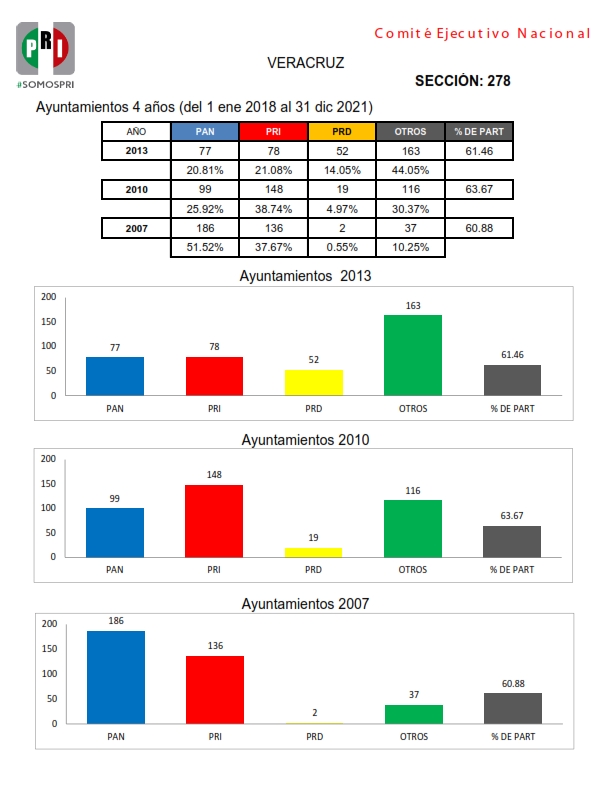 Comité Ejecutivo Nacional
PRI
#SOMOSPRI
VERACRUZ
SECCIÓN: 278
Ayuntamientos 4 años (del 1 ene 2018 al 31 dic 2021)
AÑO PAN PRI PRD OTROS % DE PART
2013 77 78 52 163 61.46
20.81% 21.08% 14.05% 44.05%
2010 99 148 19 116 63.67
25.92% 38.74% 4.97% 30.37%
2007 186 136 2 37 60.88
51.52% 37.67% 0.55% 10.25%
Ayuntamientos 2013
200
150
100
50
0
77 78 52 163 61.46
PAN PRI PRD OTROS % DE PART
Ayuntamientos 2010
200
150
100
50
0
99 148 19 116 63.67
PAN PRI PRD OTROS % DE PART
Ayuntamientos 2007
200
150
100
50
0
186 136 2 37 60.88
PAN PRI PRD OTROS % DE PART